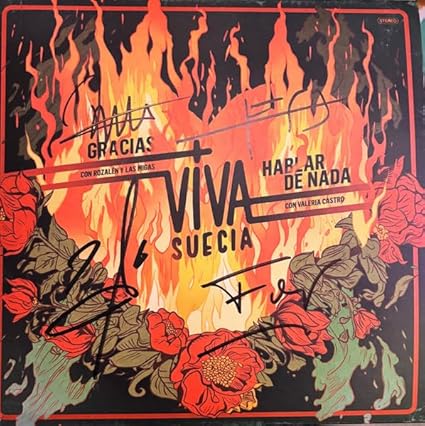 STEREO
GRACIAS
CON ROZALÉN Y LAS MIGAS
HABLAR
DE NADA
CON VALERIA CASTRO
VIVA
SUECIA